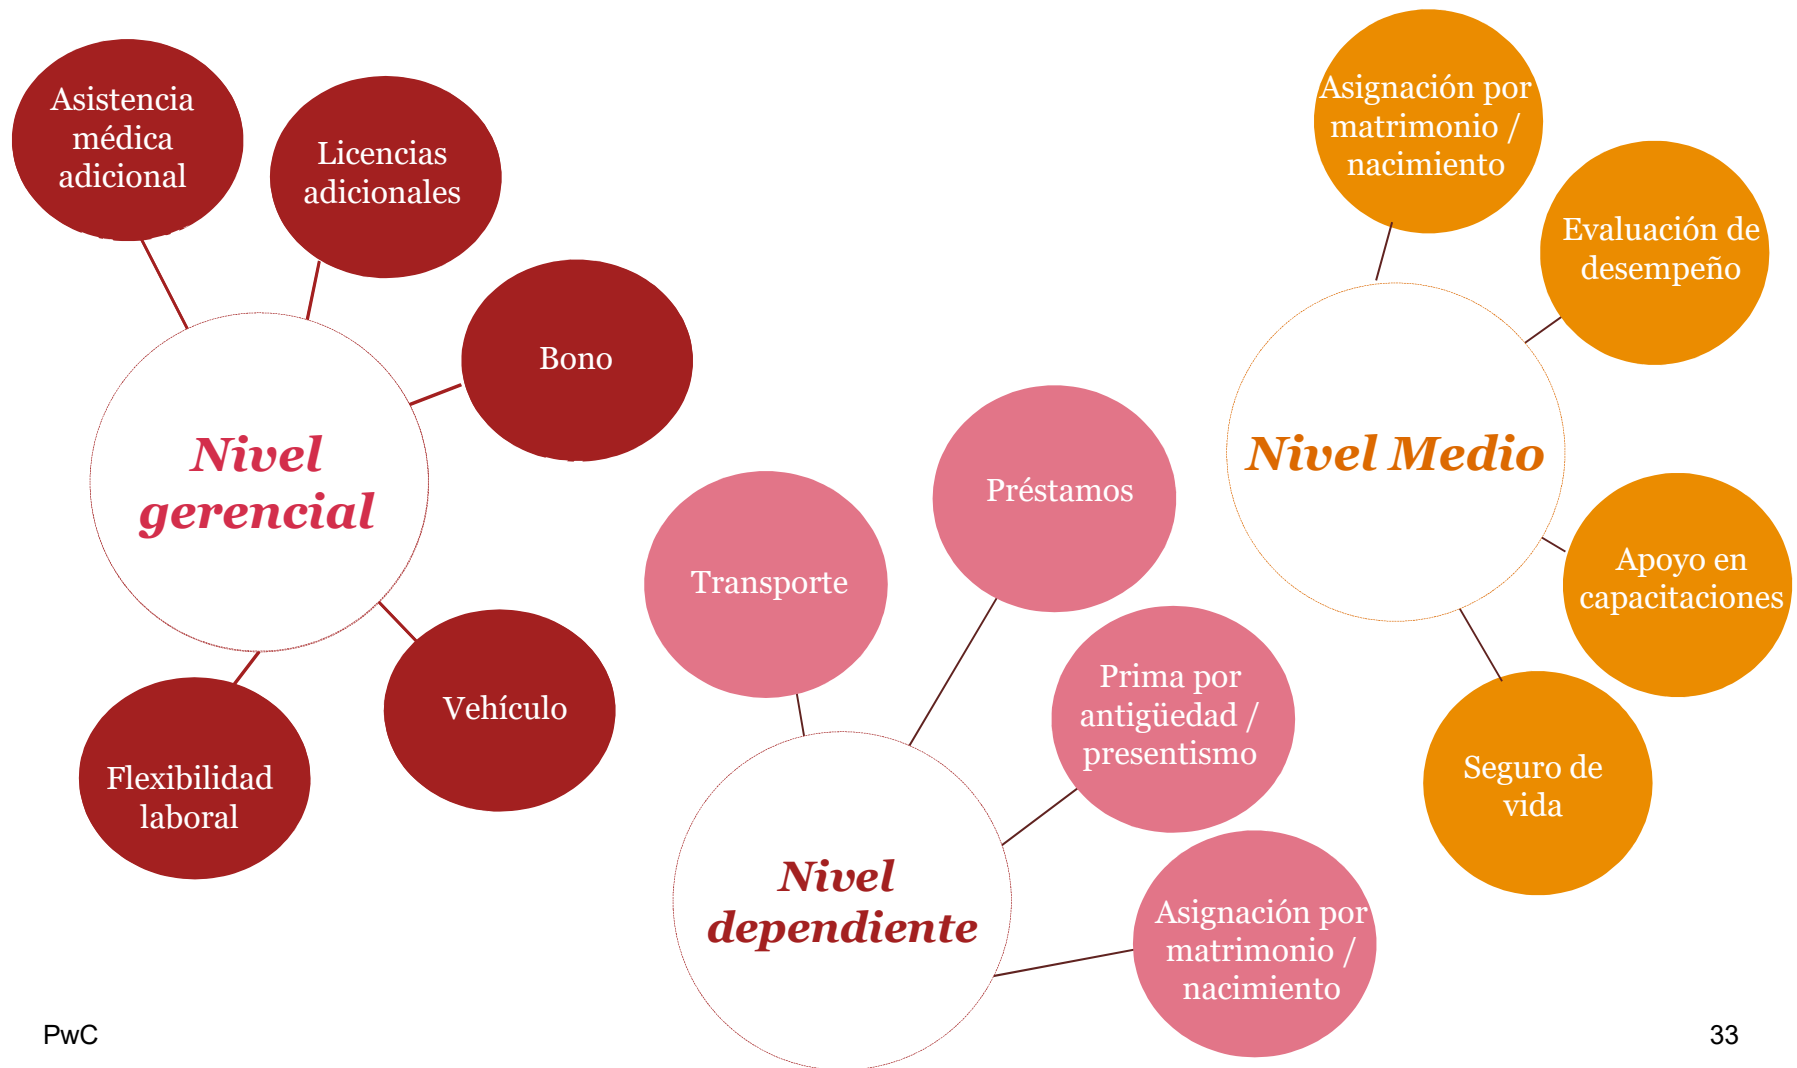 Asistencia
médica
adicional
Licencias
adicionales
Bono
Nivel
gerencial
Vehículo
Flexibilidad
laboral
Transporte
Préstamos
Prima por
antigüedad /
presentismo
Nivel
dependiente
Asignación por
matrimonio /
nacimiento
Asignación por
matrimonio /
nacimiento
Evaluación de
desempeño
Nivel Medio
Apoyo en
capacitaciones
Seguro de
vida
PwC
33